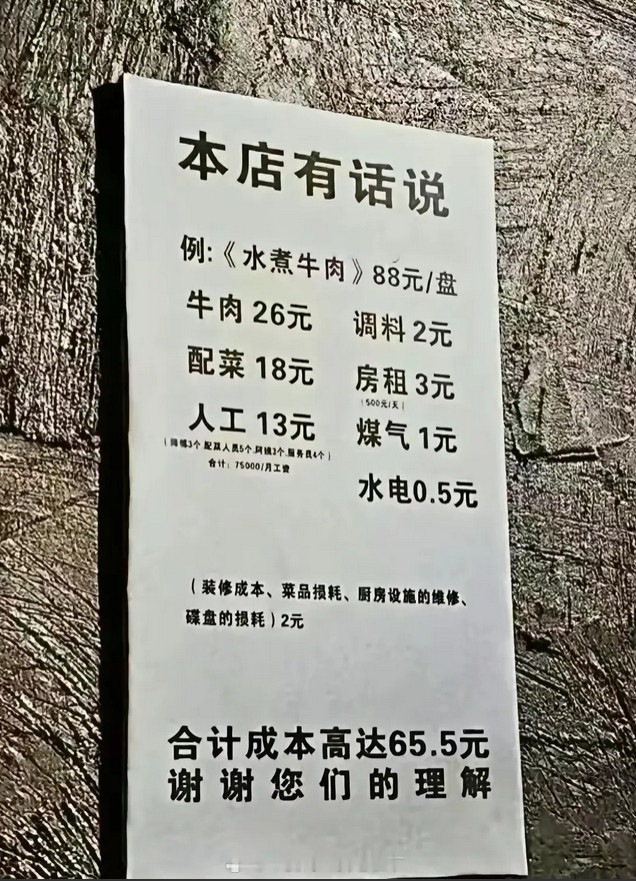 本店有话说
例:《水煮牛肉》88元/盘
牛肉 26元 调料 2元
配菜 18元 房租 3元
(500元/天)
人工 13元 煤气 1元
(师傅3个.配菜人员5个.阿姨3个.服务员4个)
合计: 75000/月工资
水电0.5元
(装修成本、菜品损耗、厨房设施的维修、
碟盘的损耗)2元
合计成本高达65.5元
谢谢您们的理解